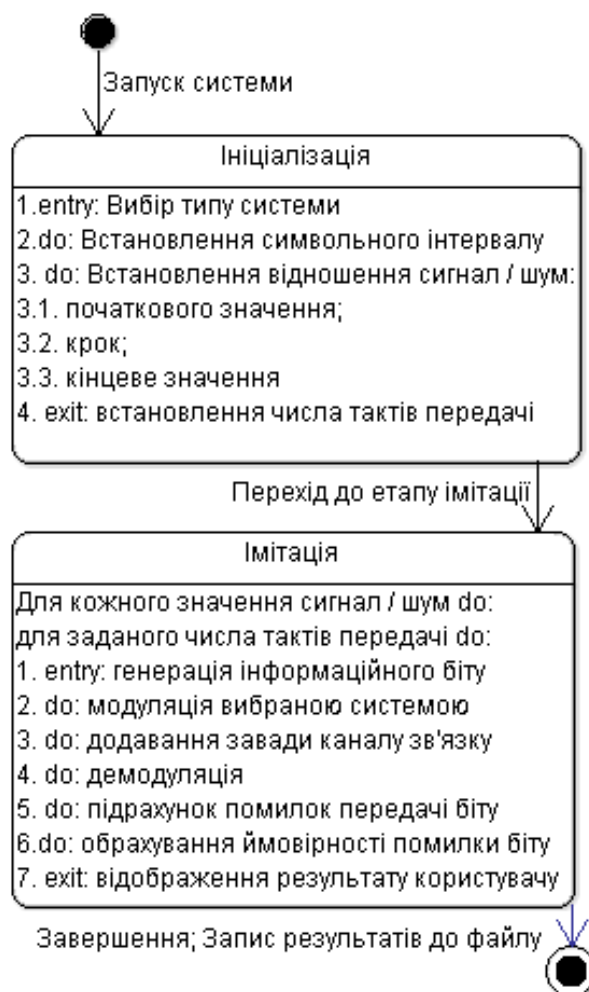 Запуск системи
Ініціалізація
1.entry: Вибір типу системи
2.do: Встановлення символьного інтервалу
3. do: Встановлення відношення сигнал / шум:
3.1. початкового значення;
3.2. крок;
3.3. кінцеве значення
4. exit: встановлення числа тактів передачі
Перехід до етапу імітації
Імітація
Для кожного значення сигнал / шум do:
для заданого числа тактів передачі do:
1. entry: генерація інформаційного біту
2. do: модуляція вибраною системою
3. do: додавання завади каналу зв'язку
4. do: демодуляція
5. do: підрахунок помилок передачі біту
6.do: обрахування ймовірності помилки біту
7. exit: відображення результату користувачу
Завершення; Запис результатів до файлу